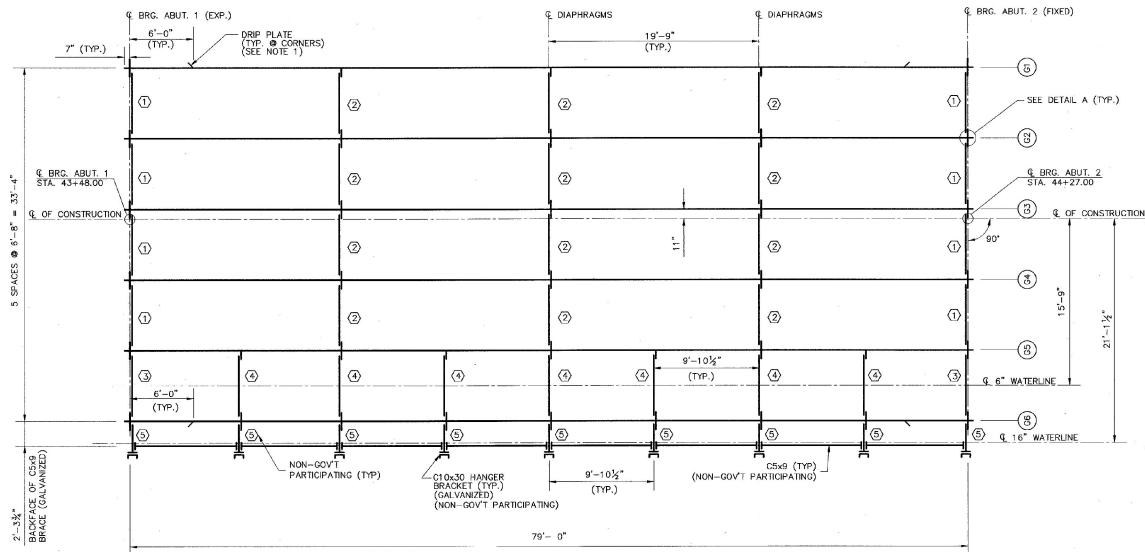 ℄ BRG. ABUT. 1 (EXP.)
℄ DIAPHRAGMS
℄ DIAPHRAGMS
℄ BRG. ABUT. 2 (FIXED)
6'-0"
(TYP.)
7" (TYP.)
DRIP PLATE
(TYP. @ CORNERS)
(SEE NOTE 1)
19'-9"
(TYP.)
G1
1
2
2
2
1
SEE DETAIL A (TYP.)
G2
1
2
2
2
1
℄ BRG. ABUT. 1
STA. 43+48.00
℄ BRG. ABUT. 2
STA. 44+27.00
G3
℄ OF CONSTRUCTION
℄ OF CONSTRUCTION
11"
90°
1
2
2
2
1
G4
5 SPACES @ 6'-8" = 33'-4"
15'-9"
21'-1½"
1
2
2
2
1
G5
9'-10½"
(TYP.)
3
4
4
4
4
4
4
4
3
℄ 6" WATERLINE
6'-0"
(TYP.)
G6
5
5
5
5
5
5
5
5
5
℄ 16" WATERLINE
NON-GOV'T
PARTICIPATING (TYP)
C10x30 HANGER
BRACKET (TYP.)
(GALVANIZED)
(NON-GOV'T PARTICIPATING)
9'-10½"
(TYP.)
C5x9 (TYP)
(NON-GOV'T PARTICIPATING)
2'-3¾"
BACKFACE OF C5x9
BRACE (GALVANIZED)
79'- 0"